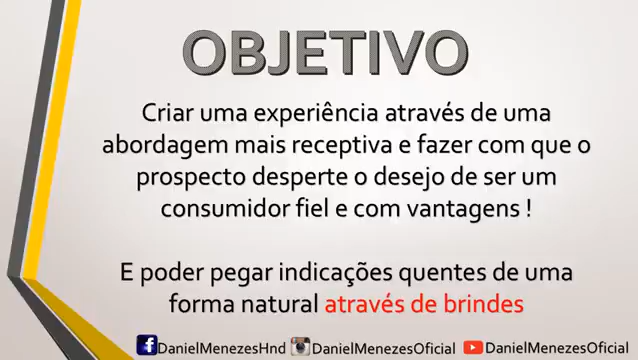 OBJETIVO
Criar uma experiência através de uma
abordagem mais receptiva e fazer com que o
prospecto desperte o desejo de ser um
consumidor fiel e com vantagens !
E poder pegar indicações quentes de uma
forma natural através de brindes
DanielMenezesHnd DanielMenezesOficial DanielMenezesOficial